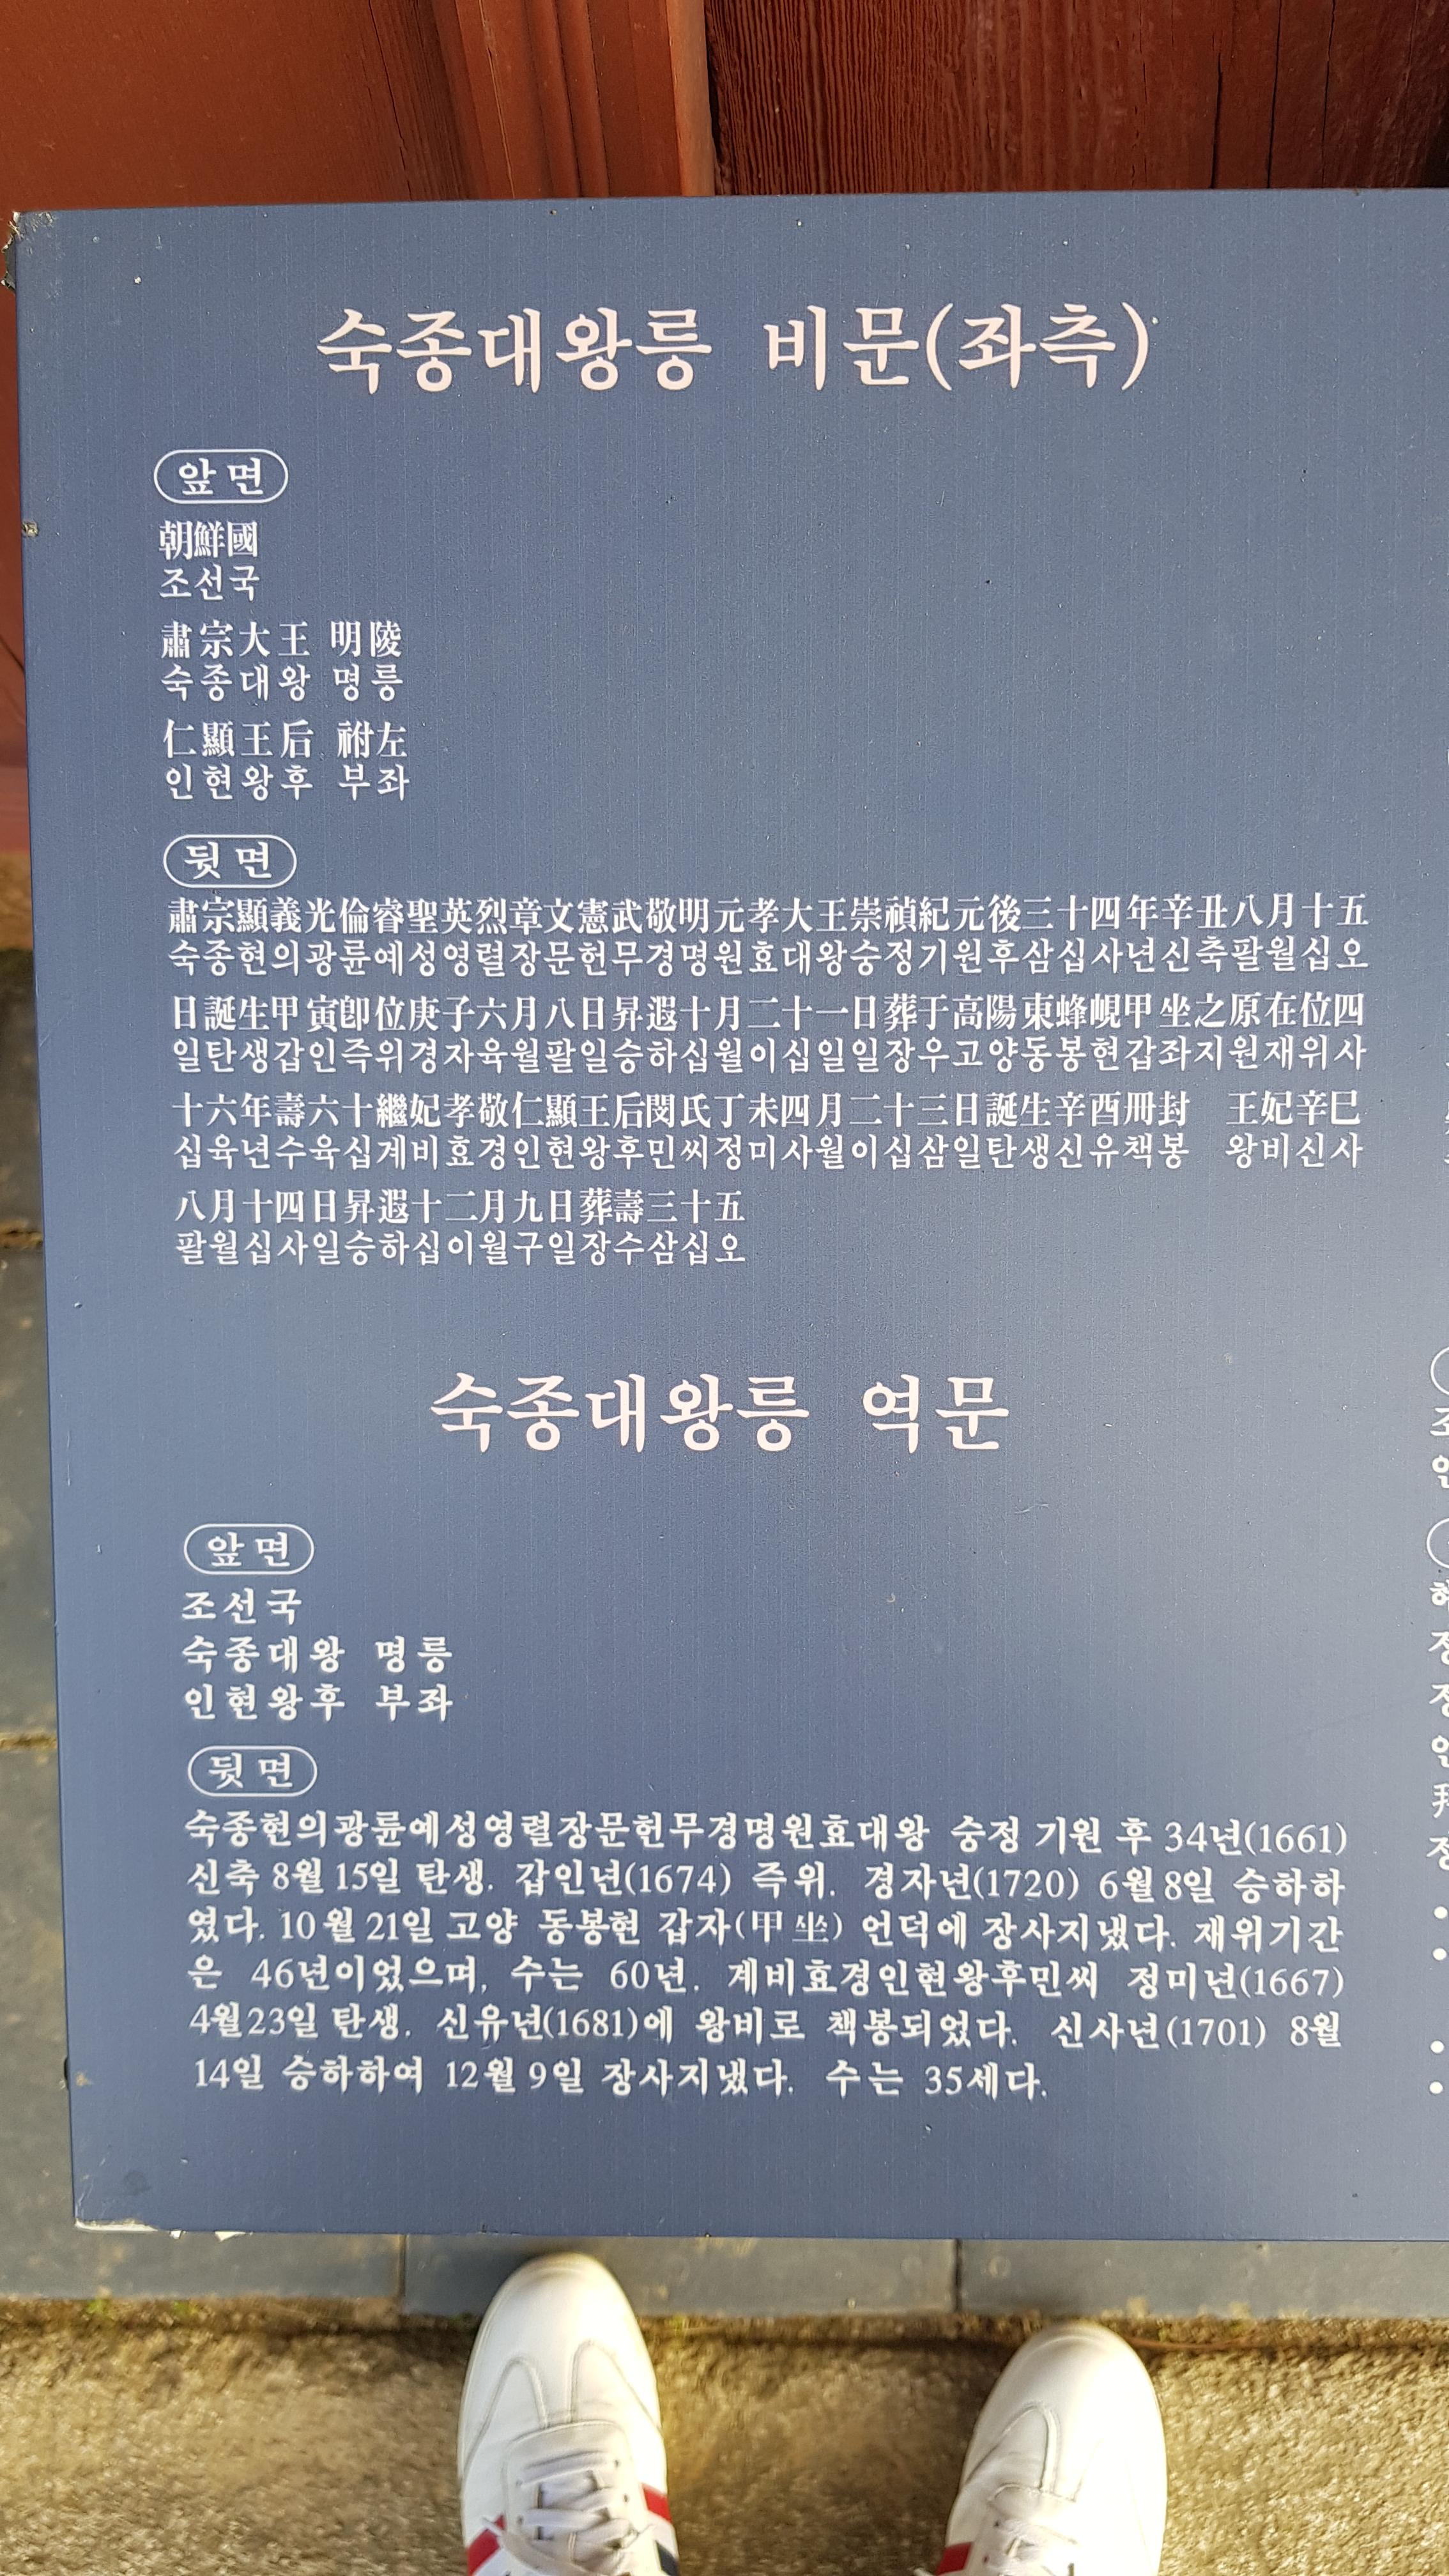 숙종대왕릉 비문(좌측)
앞면
朝鮮國
조선국
肅宗大王 明陵
숙종대왕 명릉
仁顯王后 祔左
인현왕후 부좌
뒷면
肅宗顯義光倫睿聖英烈章文憲武敬明元孝大王崇禎紀元後三十四年辛丑八月十五
숙종현의광륜예성영렬장문헌무경명원효대왕숭정기원후삼십사년신축팔월십오
日誕生甲寅卽位庚子六月八日昇遐十月二十一日葬于高陽東蜂峴甲坐之原在位四
일탄생갑인즉위경자육월팔일승하십월이십일일장우고양동봉현갑좌지원재위사
十六年壽六十繼妃孝敬仁顯王后閔氏丁未四月二十三日誕生辛酉冊封 王妃辛巳
십육년수육십계비효경인현왕후민씨정미사월이십삼일탄생신유책봉 왕비신사
八月十四日昇遐十二月九日葬壽三十五
팔월십사일승하십이월구일장수삼십오
숙종대왕릉 역문
앞면
조선국
숙종대왕 명릉
인현왕후 부좌
뒷면
숙종현의광륜예성영렬장문헌무경명원효대왕 숭정 기원 후 34년(1661)
신축 8월 15일 탄생. 갑인년(1674) 즉위. 경자년(1720) 6월 8일 승하하
였다. 10월 21일 고양 동봉현 갑자(甲坐) 언덕에 장사지냈다. 재위기간
은 46년이었으며, 수는 60년. 계비효경인현왕후민씨 정미년(1667)
4월23일 탄생. 신유년(1681)에 왕비로 책봉되었다. 신사년(1701) 8월
14일 승하하여 12월 9일 장사지냈다. 수는 35세다.